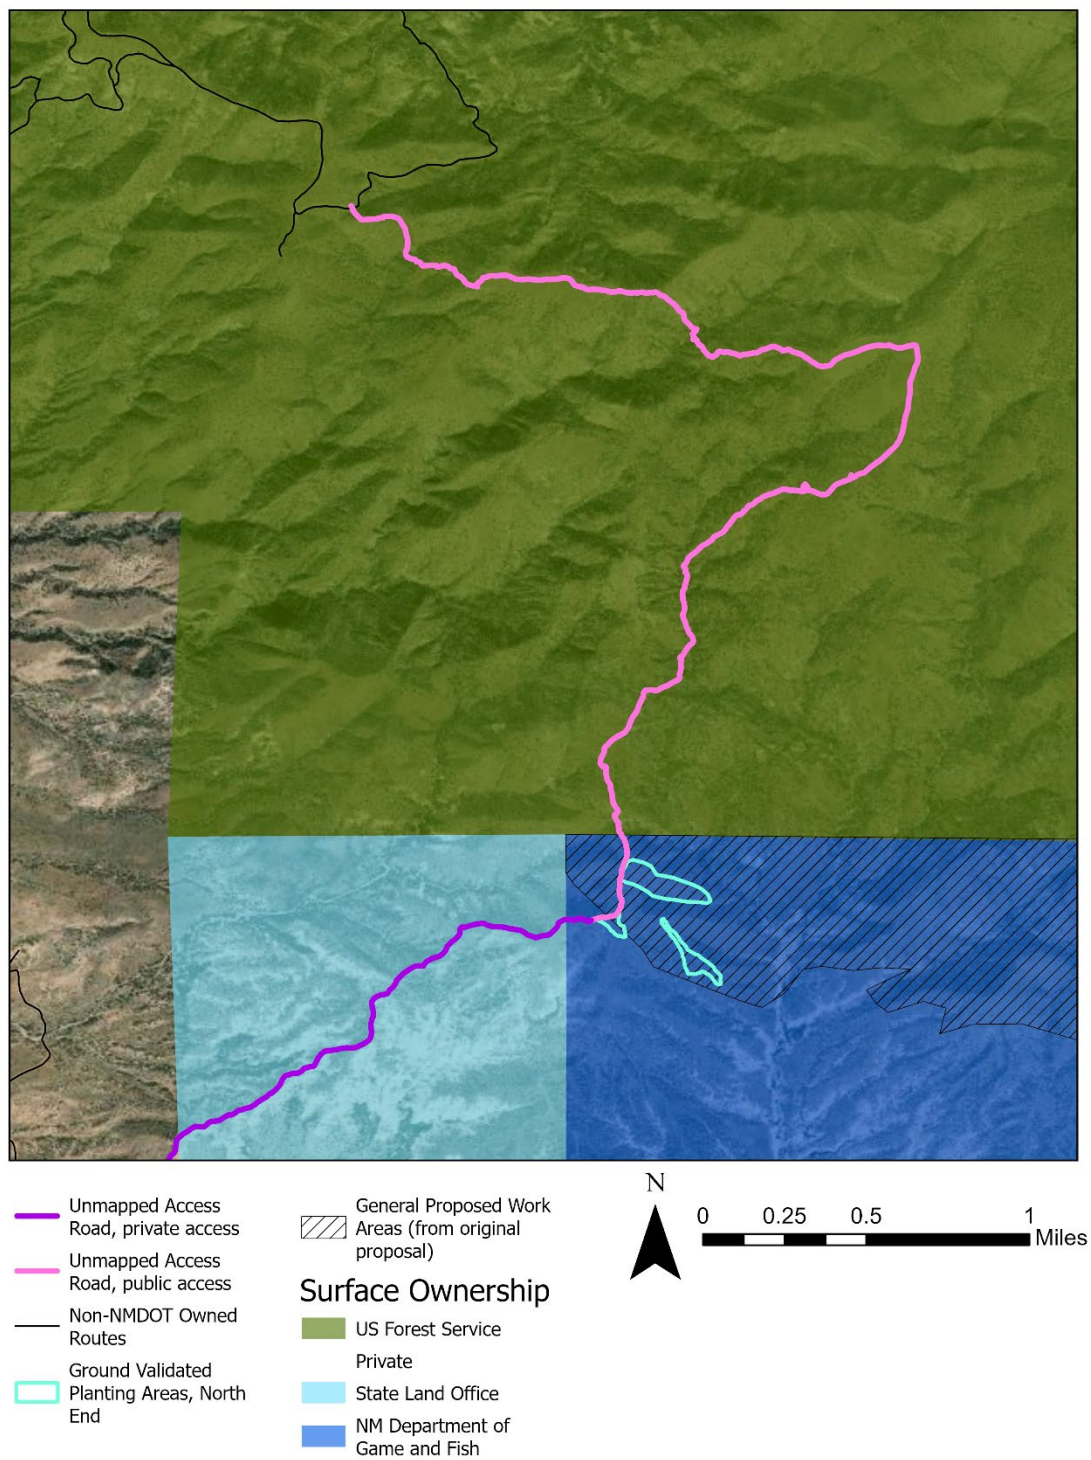 Unmapped Access
Road, private access
Unmapped Access
Road, public access
Non-NMDOT Owned
Routes
Ground Validated
Planting Areas, North
End
General Proposed Work
Areas (from original
proposal)
Surface Ownership
US Forest Service
Private
State Land Office
NM Department of
Game and Fish
N
0 0.25 0.5 1
Miles